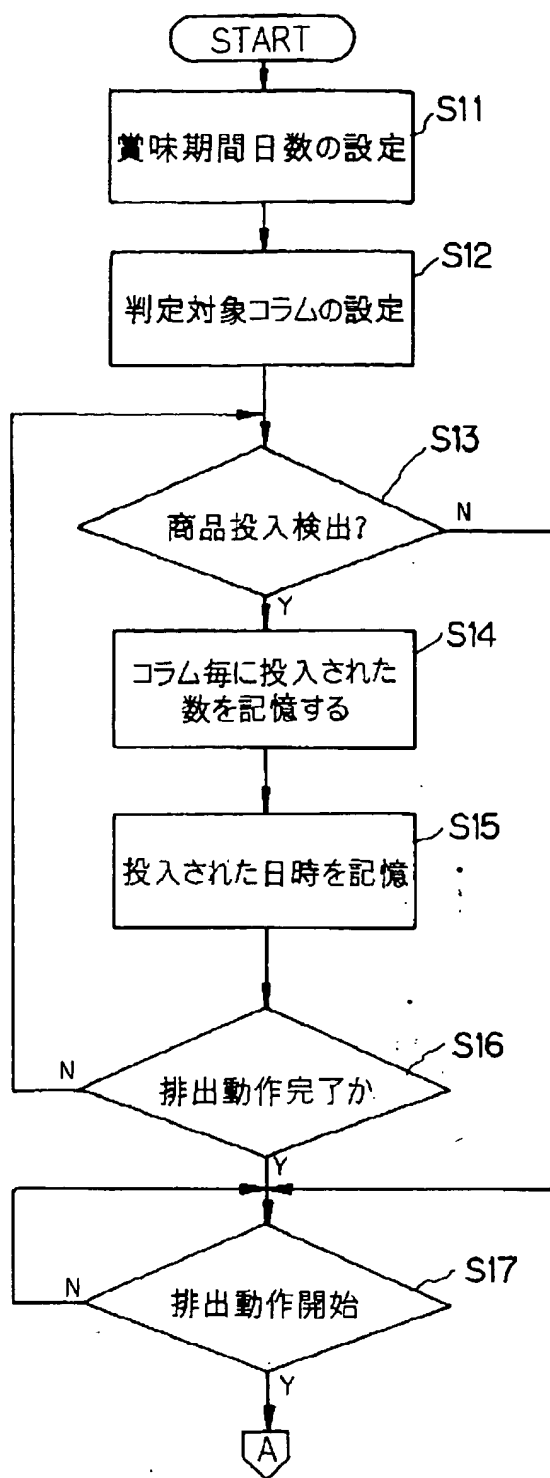 START
S11
賞味期間日数の設定
S12
判定対象コラムの設定
S13
商品投入検出?
N
Y
S14
コラム毎に投入された
数を記憶する
S15
投入された日時を記憶
S16
排出動作完了か
N
Y
S17
排出動作開始
N
Y
A